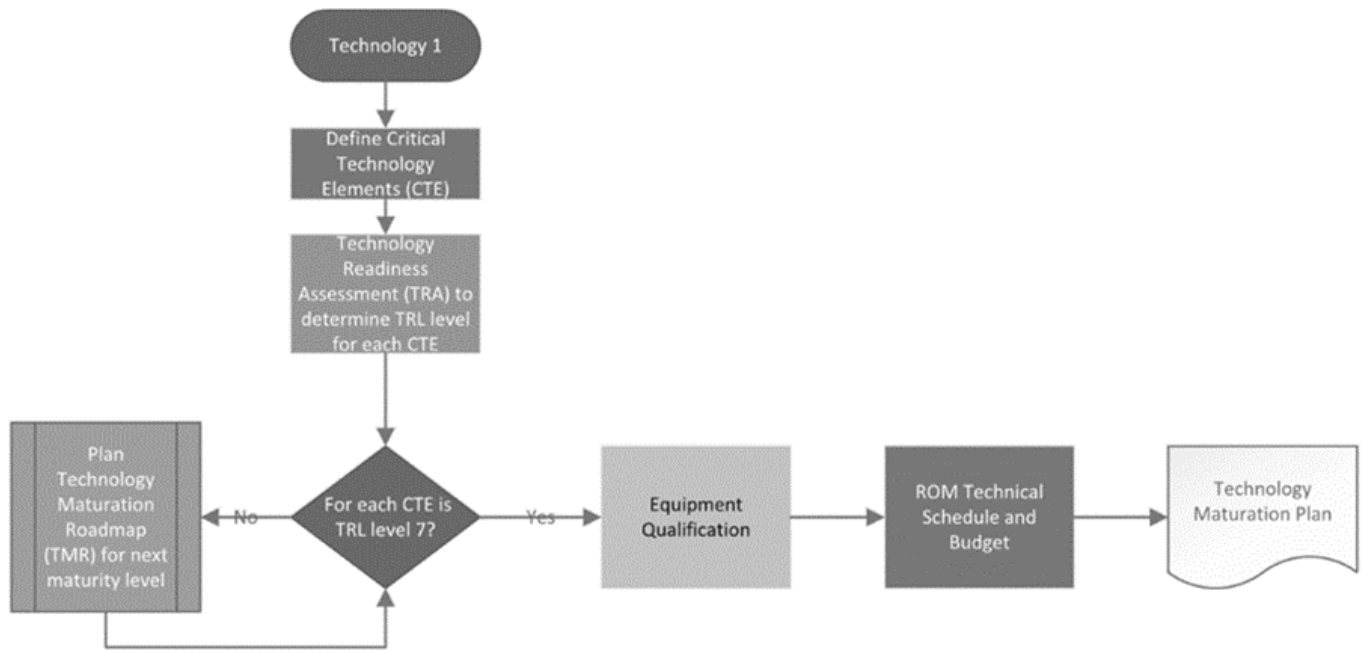 Technology 1
Define Critical
Technology
Elements (CTE)
Technology
Readiness
Assessment (TRA) to
determine TRL level
for each CTE
Plan
Technology
Maturation
Roadmap
(TMR) for next
maturity level
No
For each CTE is
TRL level 7?
Yes
Equipment
Qualification
ROM Technical
Schedule and
Budget
Technology
Maturation Plan